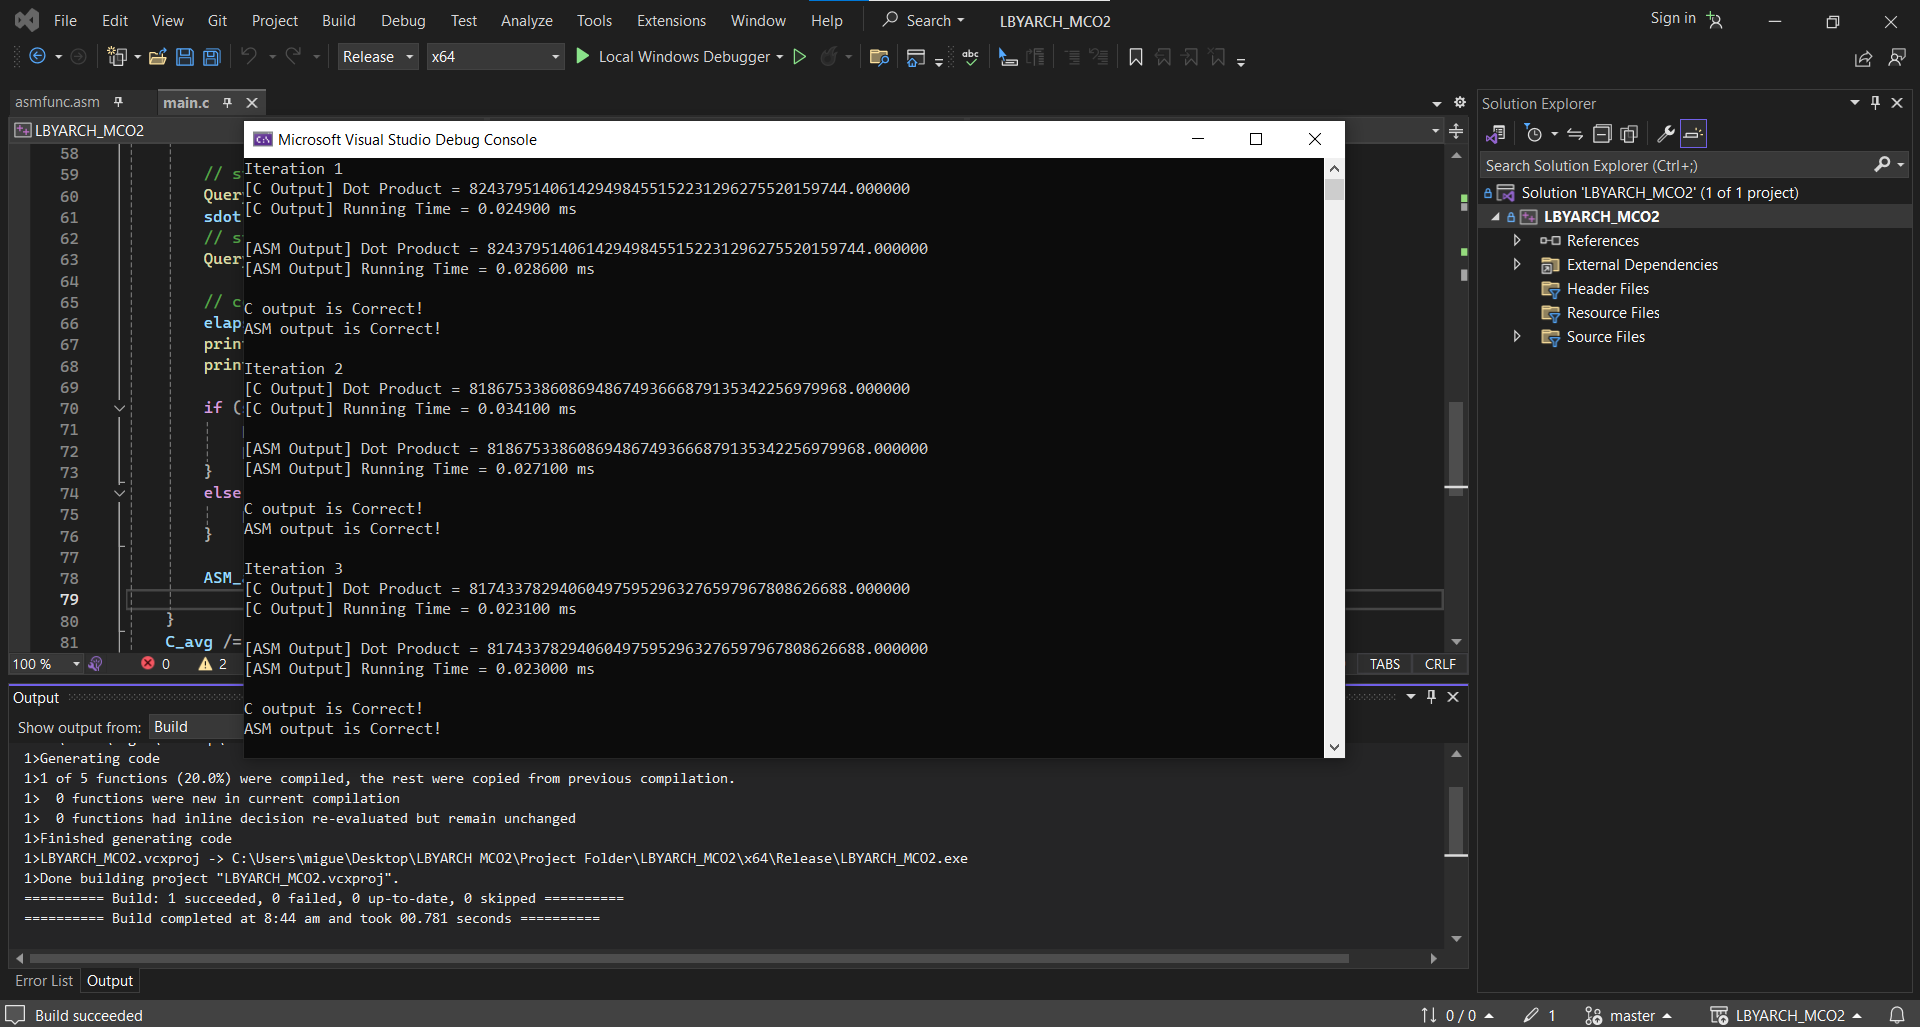 File Edit View Git Project Build Debug Test Analyze Tools Extensions Window Help Search LBYARCH_MCO2 Sign in
Release x64 Local Windows Debugger
asmfunc.asm main.c
LBYARCH_MCO2
Microsoft Visual Studio Debug Console
58
59 // s
60 Quer
61 sdot
62 // s
63 Quer
64
65 // c
66 elap
67 prin
68 prin
69
70 if (
71
72
73 }
74 else
75
76 }
77
78 ASM_
79
80 }
81 C_avg /=
Iteration 1
[C Output] Dot Product = 82437951406142949845515223129627552015974​4.000000
[C Output] Running Time = 0.024900 ms
[ASM Output] Dot Product = 824379514061429498455152231296275520159744.000000
[ASM Output] Running Time = 0.028600 ms
C output is Correct!
ASM output is Correct!
Iteration 2
[C Output] Dot Product = 818675338608694867493666879135342256979968.000000
[C Output] Running Time = 0.034100 ms
[ASM Output] Dot Product = 818675338608694867493666879135342256979968.000000
[ASM Output] Running Time = 0.027100 ms
C output is Correct!
ASM output is Correct!
Iteration 3
[C Output] Dot Product = 817433782940604975952963276597967808626688.000000
[C Output] Running Time = 0.023100 ms
[ASM Output] Dot Product = 817433782940604975952963276597967808626688.000000
[ASM Output] Running Time = 0.023000 ms
C output is Correct!
ASM output is Correct!
100 % 0 2 TABS CRLF
Output
Show output from: Build
1>Generating code
1>1 of 5 functions (20.0%) were compiled, the rest were copied from previous compilation.
1> 0 functions were new in current compilation
1> 0 functions had inline decision re-evaluated but remain unchanged
1>Finished generating code
1>LBYARCH_MCO2.vcxproj -> C:\Users\migue\Desktop\LBYARCH MCO2\Project Folder\LBYARCH_MCO2\x64\Release\LBYARCH_MCO2.exe
1>Done building project "LBYARCH_MCO2.vcxproj".
========== Build: 1 succeeded, 0 failed, 0 up-to-date, 0 skipped ==========
========== Build completed at 8:44 am and took 00.781 seconds ==========
Error List Output
Solution Explorer
Search Solution Explorer (Ctrl+;)
Solution 'LBYARCH_MCO2' (1 of 1 project)
LBYARCH_MCO2
References
External Dependencies
Header Files
Resource Files
Source Files
Build succeeded 0 / 0 1 master LBYARCH_MCO2